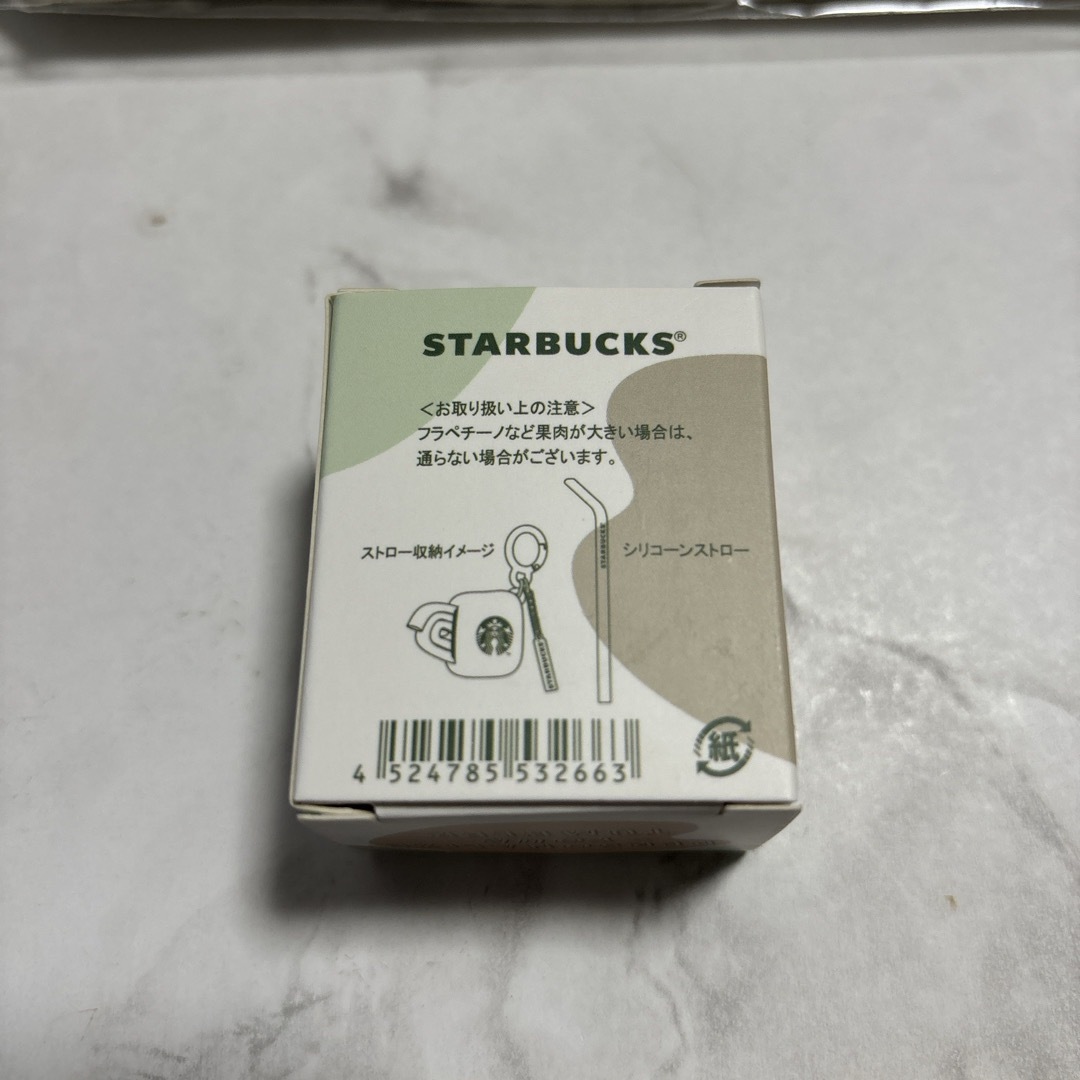 STARBUCKS®
＜お取り扱い上の注意＞
フラペチーノなど果肉が大きい場合は、
通らない場合がございます。
ストロー収納イメージ
シリコーンストロー
STARBUCKS
STARBUCKS
4 524785 532663
紙